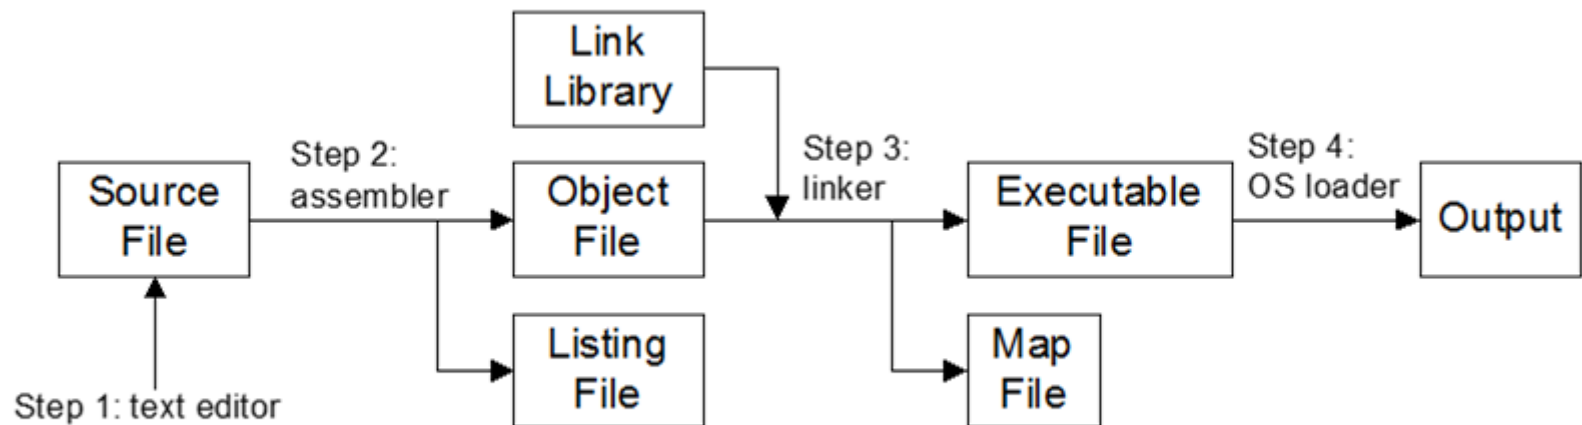 Link
Library
Step 2:
assembler
Step 3:
linker
Step 4:
OS loader
Source
File
Object
File
Executable
File
Output
Listing
File
Map
File
Step 1: text editor